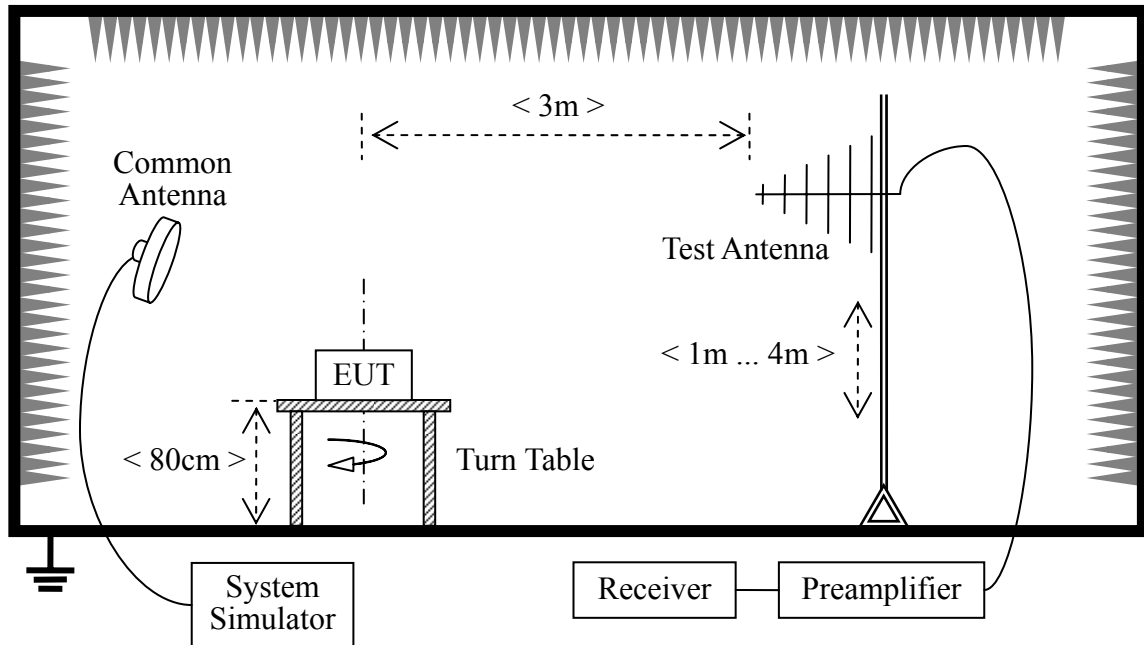 < 3m >
Common
Antenna
Test Antenna
< 1m ... 4m >
EUT
< 80cm >
Turn Table
System
Simulator
Receiver
Preamplifier